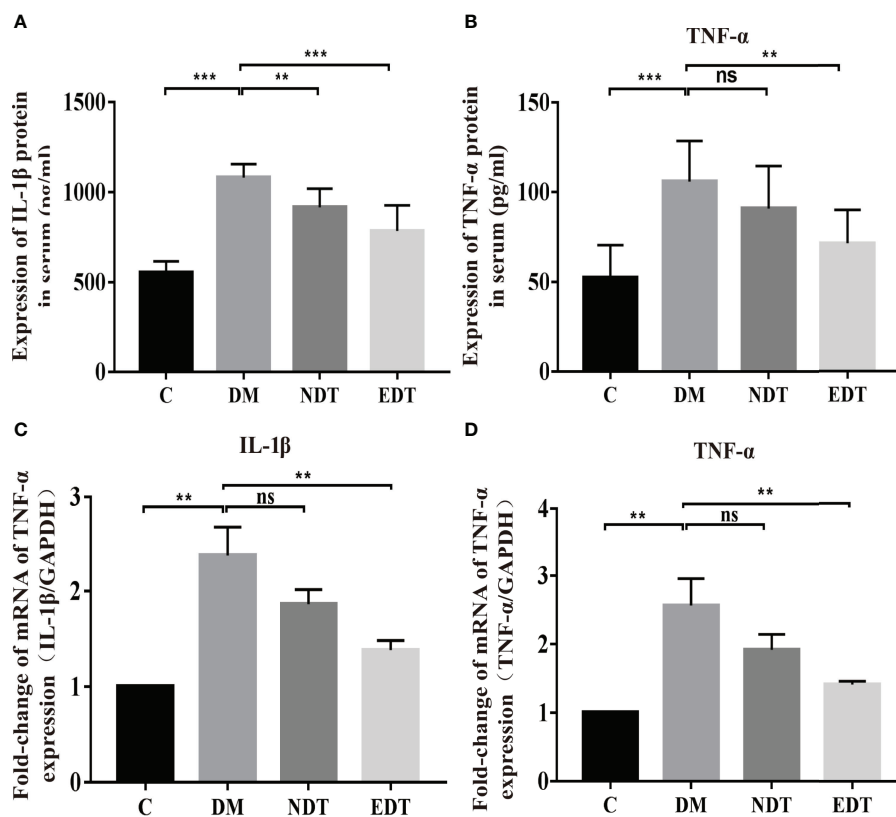 A
Expression of IL-1β protein
in serum
1500
1000
500
0
***
***
**
C DM NDT EDT
B
TNF-α
Expression of TNF-α protein
in serum (pg/ml)
150
100
50
0
**
***
ns
C DM NDT EDT
C
IL-1β
Fold-change of mRNA of TNF-α
expression（IL-1β/GAPDH）
3
2
1
0
**
**
ns
C DM NDT EDT
D
TNF-α
Fold-change of mRNA of TNF-α
expression（TNF-α/GAPDH）
4
3
2
1
0
**
**
ns
C DM NDT EDT